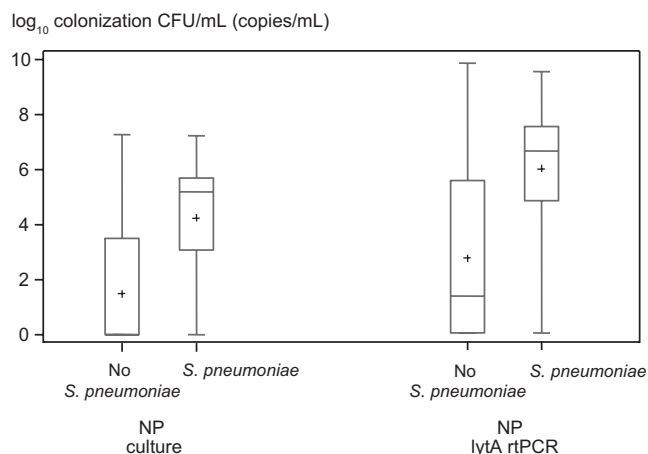 log₁₀ colonization CFU/mL (copies/mL)
10
8
6
4
2
0
No
S. pneumoniae
S. pneumoniae
No
S. pneumoniae
S. pneumoniae
NP
culture
NP
lytA rtPCR